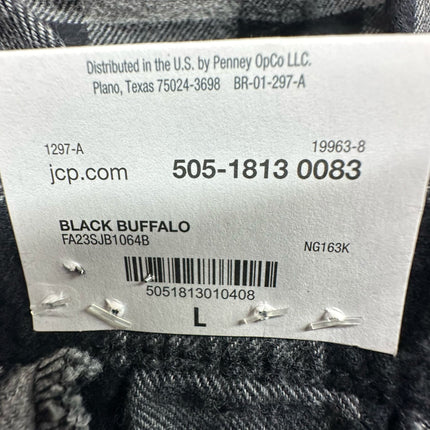 Distributed in the U.S. by Penney OpCo LLC.
Plano, Texas 75024-3698 BR-01-297-A
1297-A 19963-8
jcp.com 505-1813 0083
BLACK BUFFALO
FA23SJB1064B NG163K
5051813010408
L